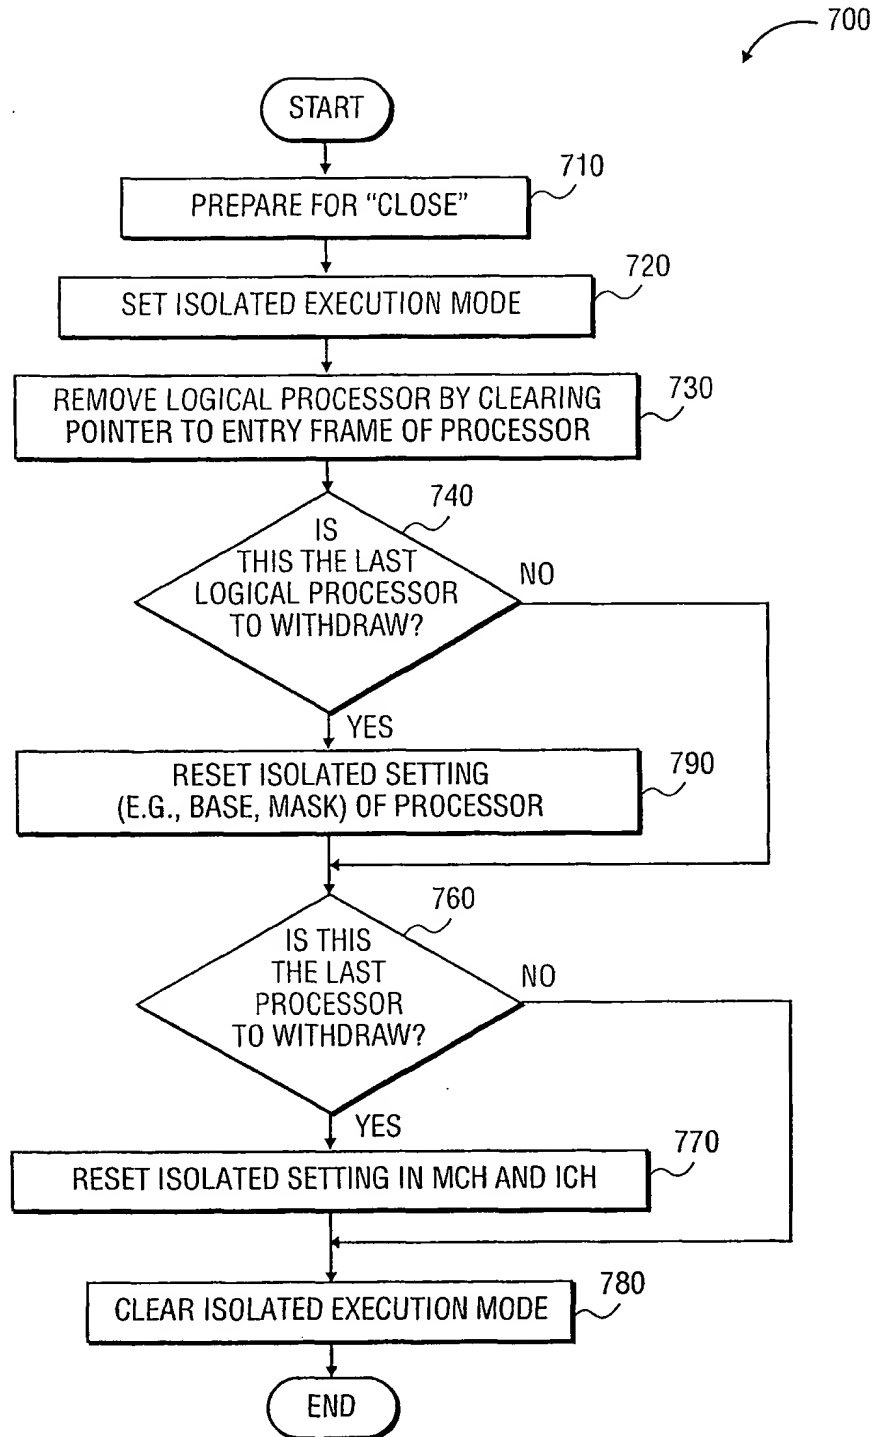 700
START
710
PREPARE FOR “CLOSE”
720
SET ISOLATED EXECUTION MODE
730
REMOVE LOGICAL PROCESSOR BY CLEARING
POINTER TO ENTRY FRAME OF PROCESSOR
740
IS
THIS THE LAST
LOGICAL PROCESSOR
TO WITHDRAW?
NO
YES
790
RESET ISOLATED SETTING
(E.G., BASE, MASK) OF PROCESSOR
760
IS THIS
THE LAST
PROCESSOR
TO WITHDRAW?
NO
YES
770
RESET ISOLATED SETTING IN MCH AND ICH
780
CLEAR ISOLATED EXECUTION MODE
END